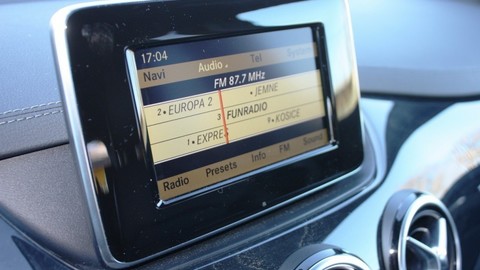 17:04
Navi Audio Tel System
FM 87.7 MHz
2 EUROPA 2 JEMNE
3 FUNRADIO
1 EXPRE 9 KOSICE
Radio Presets Info FM Sound